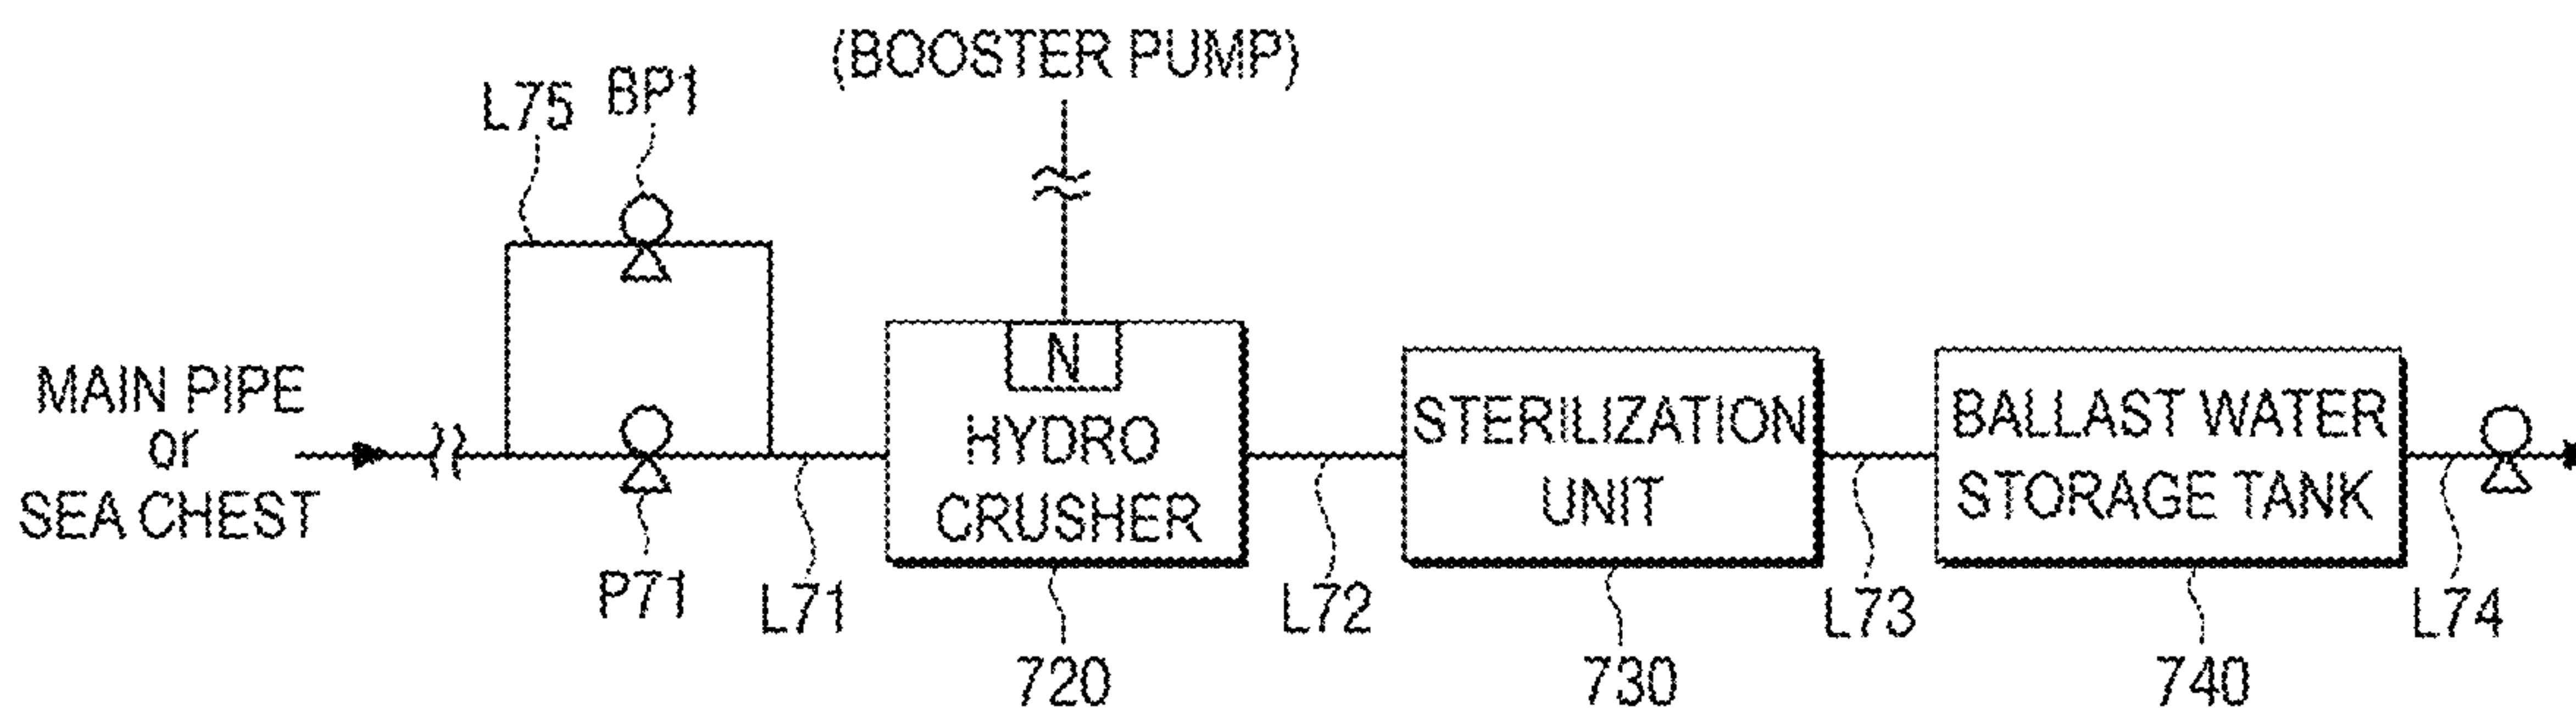 (BOOSTER PUMP)
L75 BP1
N
MAIN PIPE
or
SEA CHEST
HYDRO
CRUSHER
STERILIZATION
UNIT
BALLAST WATER
STORAGE TANK
P71
L71
L72
L73
L74
720
730
740